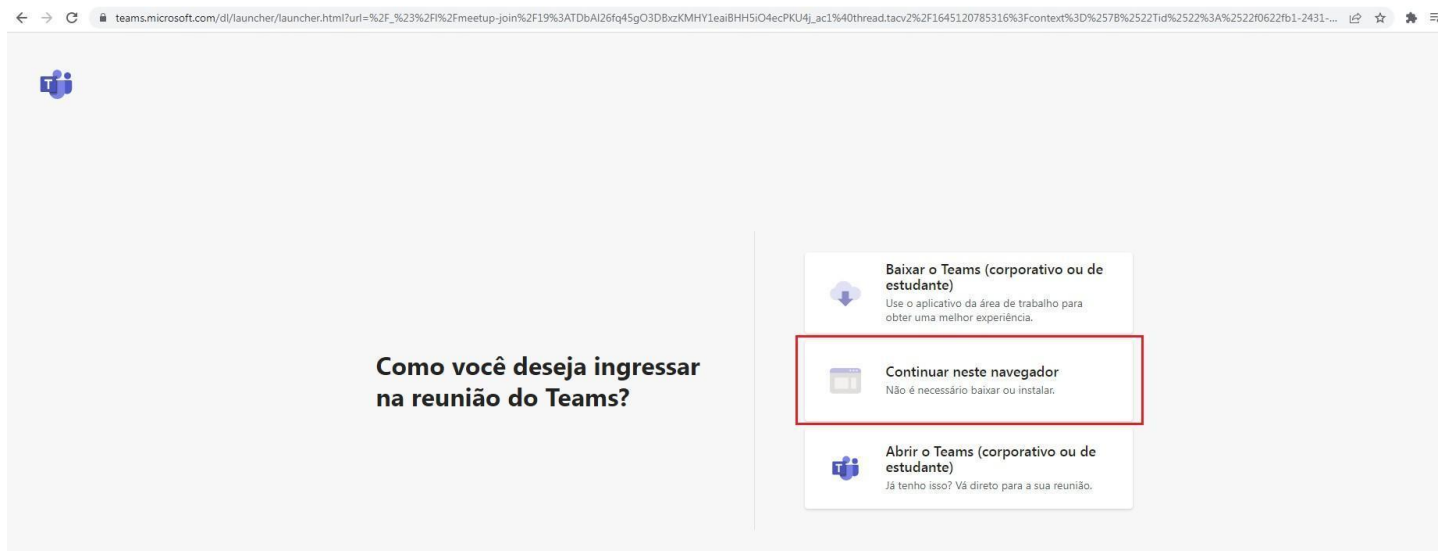 teams.microsoft.com/dl/launcher/launcher.html?url=%2F_%23%2Fl%2Fmeetup-join%2F19%3ATDbAI26fq45gO3DBxzKMHY1eaiBHH5iO4ecPKU4j_ac1%40thread.tacv2%2F1645120785316%3Fcontext%3D%257B%2522Tid%2522%3A%2522f0622fb1-2431-...
Baixar o Teams (corporativo ou de
estudante)
Use o aplicativo da área de trabalho para
obter uma melhor experiência.
Como você deseja ingressar
na reunião do Teams?
Continuar neste navegador
Não é necessário baixar ou instalar.
Abrir o Teams (corporativo ou de
estudante)
Já tenho isso? Vá direto para a sua reunião.